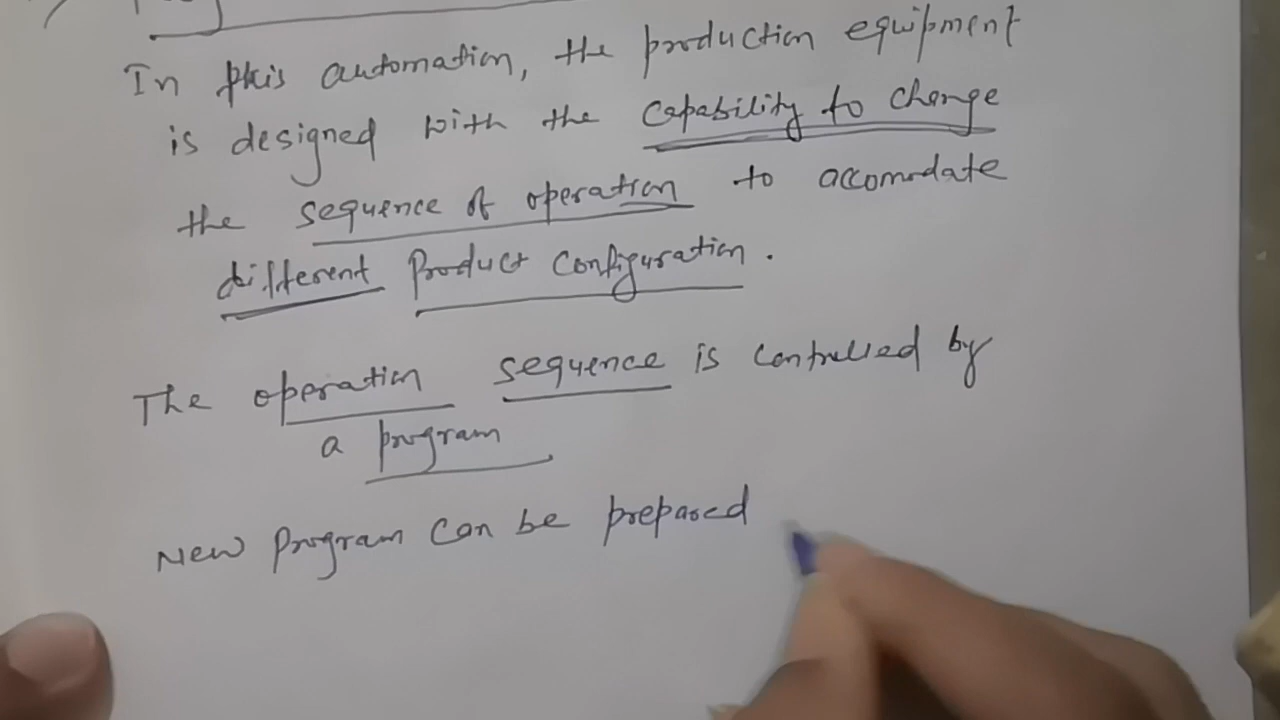 In this automation, the production equipment
is designed with the capability to change
the sequence of operation to accomodate
different Product Configuration.
The operation sequence is controlled by
a program
New Program can be prepared